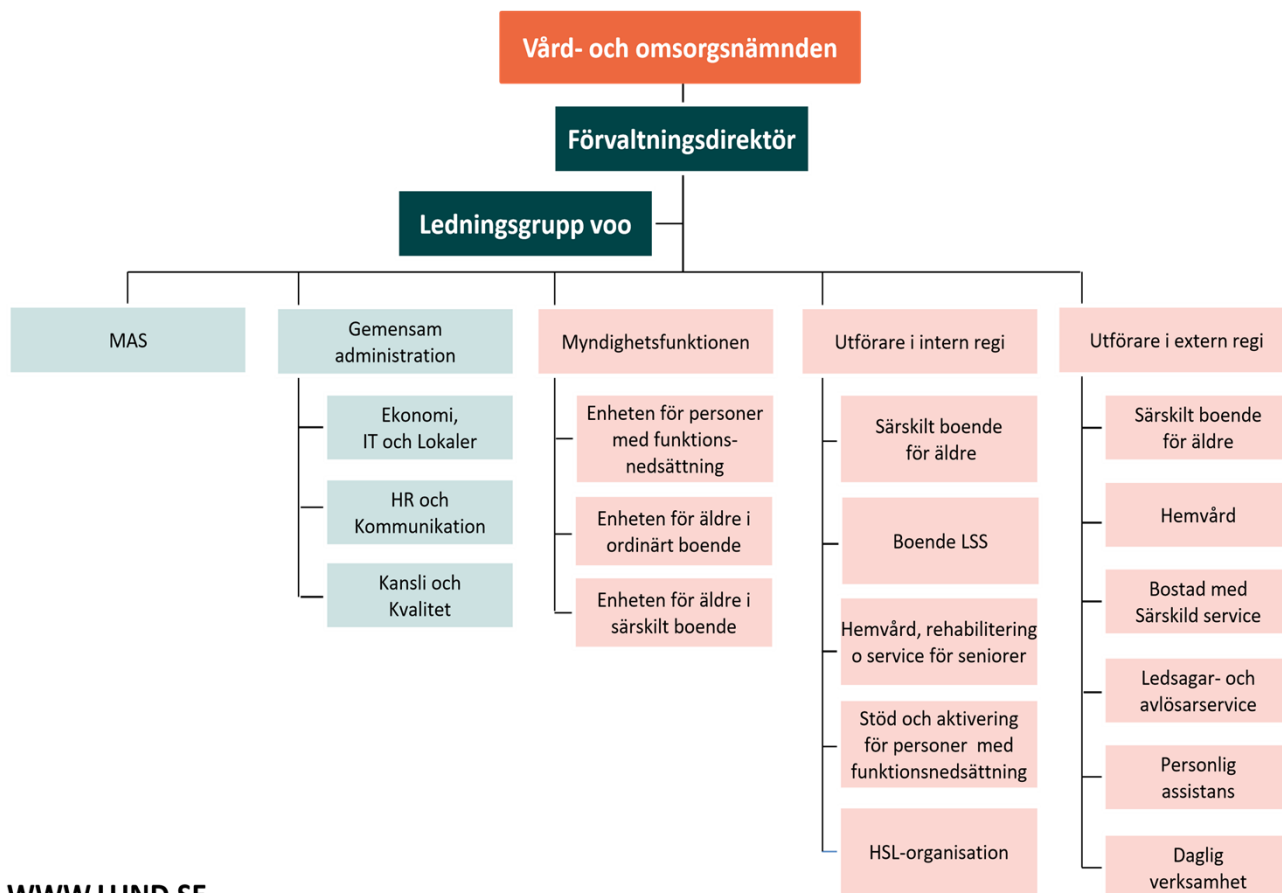 Vård- och omsorgsnämnden
Förvaltningsdirektör
Ledningsgrupp voo
MAS
Gemensam
administration
Ekonomi,
IT och Lokaler
HR och
Kommunikation
Kansli och
Kvalitet
Myndighetsfunktionen
Enheten för personer
med funktions-
nedsättning
Enheten för äldre i
ordinärt boende
Enheten för äldre i
särskilt boende
Utförare i intern regi
Särskilt boende
för äldre
Boende LSS
Hemvård, rehabilitering
o service för seniorer
Stöd och aktivering
för personer med
funktionsnedsättning
HSL-organisation
Utförare i extern regi
Särskilt boende
för äldre
Hemvård
Bostad med
Särskild service
Ledsagar- och
avlösarservice
Personlig
assistans
Daglig
verksamhet
WWW.LUND.SE